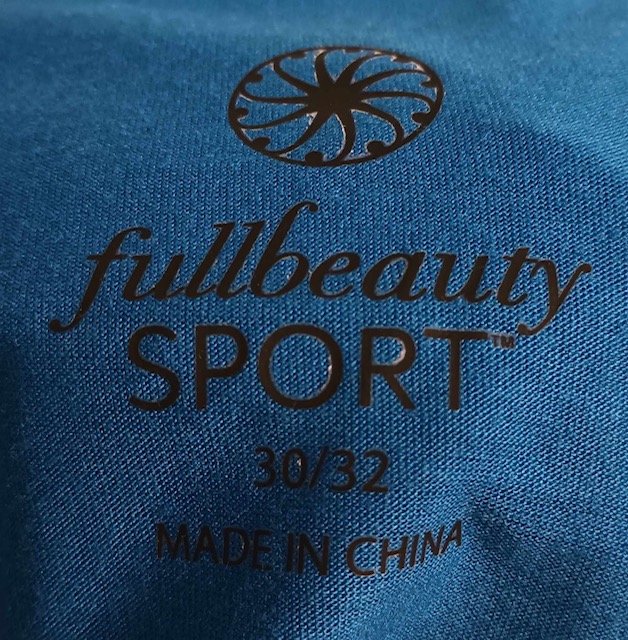 fullbeauty
SPORT™
30/32
MADE IN CHINA